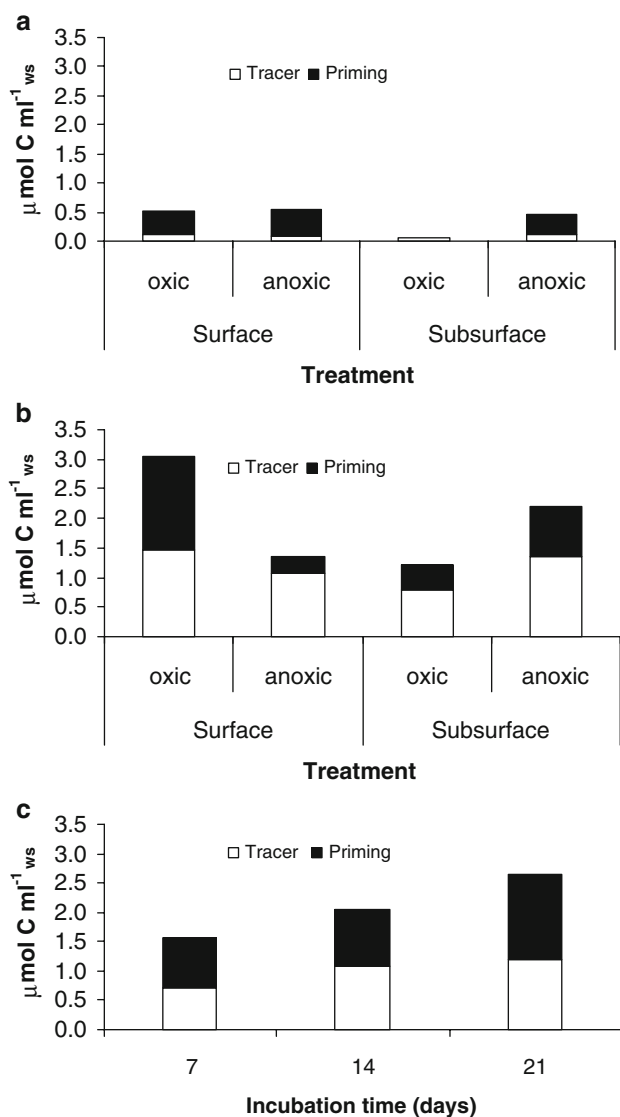 a
μmol C ml⁻¹ ws
3.5
3.0
2.5
2.0
1.5
1.0
0.5
0.0
Tracer Priming
oxic anoxic oxic anoxic
Surface Subsurface
Treatment
b
μmol C ml⁻¹ ws
3.5
3.0
2.5
2.0
1.5
1.0
0.5
0.0
Tracer Priming
oxic anoxic oxic anoxic
Surface Subsurface
Treatment
c
μmol C ml⁻¹ ws
3.5
3.0
2.5
2.0
1.5
1.0
0.5
0.0
Tracer Priming
7 14 21
Incubation time (days)